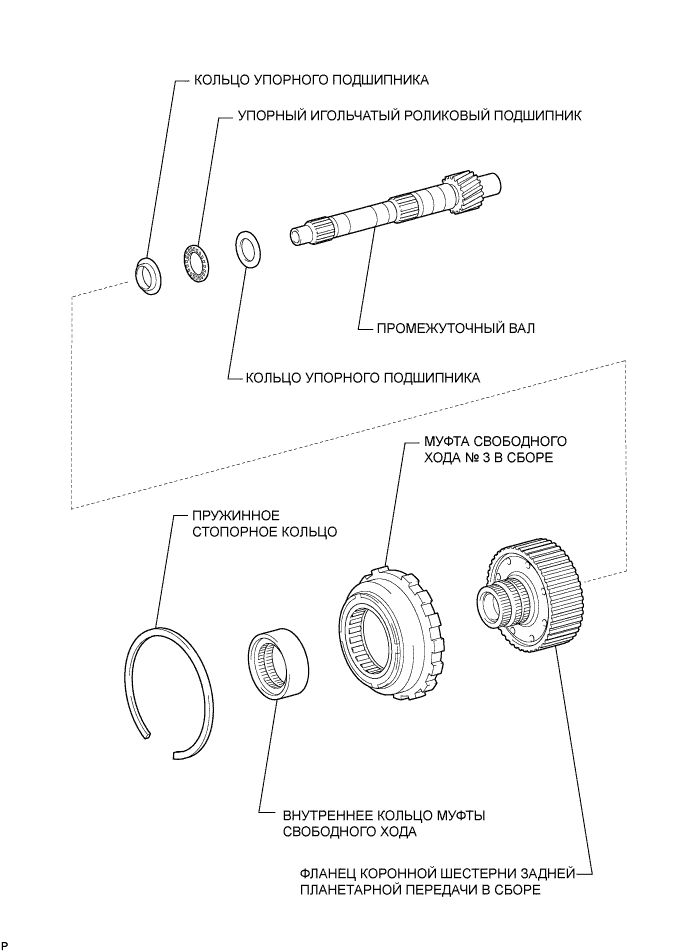 КОЛЬЦО УПОРНОГО ПОДШИПНИКА
УПОРНЫЙ ИГОЛЬЧАТЫЙ РОЛИКОВЫЙ ПОДШИПНИК
ПРОМЕЖУТОЧНЫЙ ВАЛ
КОЛЬЦО УПОРНОГО ПОДШИПНИКА
МУФТА СВОБОДНОГО
ХОДА № 3 В СБОРЕ
ПРУЖИННОЕ
СТОПОРНОЕ КОЛЬЦО
ВНУТРЕННЕЕ КОЛЬЦО МУФТЫ
СВОБОДНОГО ХОДА
ФЛАНЕЦ КОРОННОЙ ШЕСТЕРНИ ЗАДНЕЙ
ПЛАНЕТАРНОЙ ПЕРЕДАЧИ В СБОРЕ
P